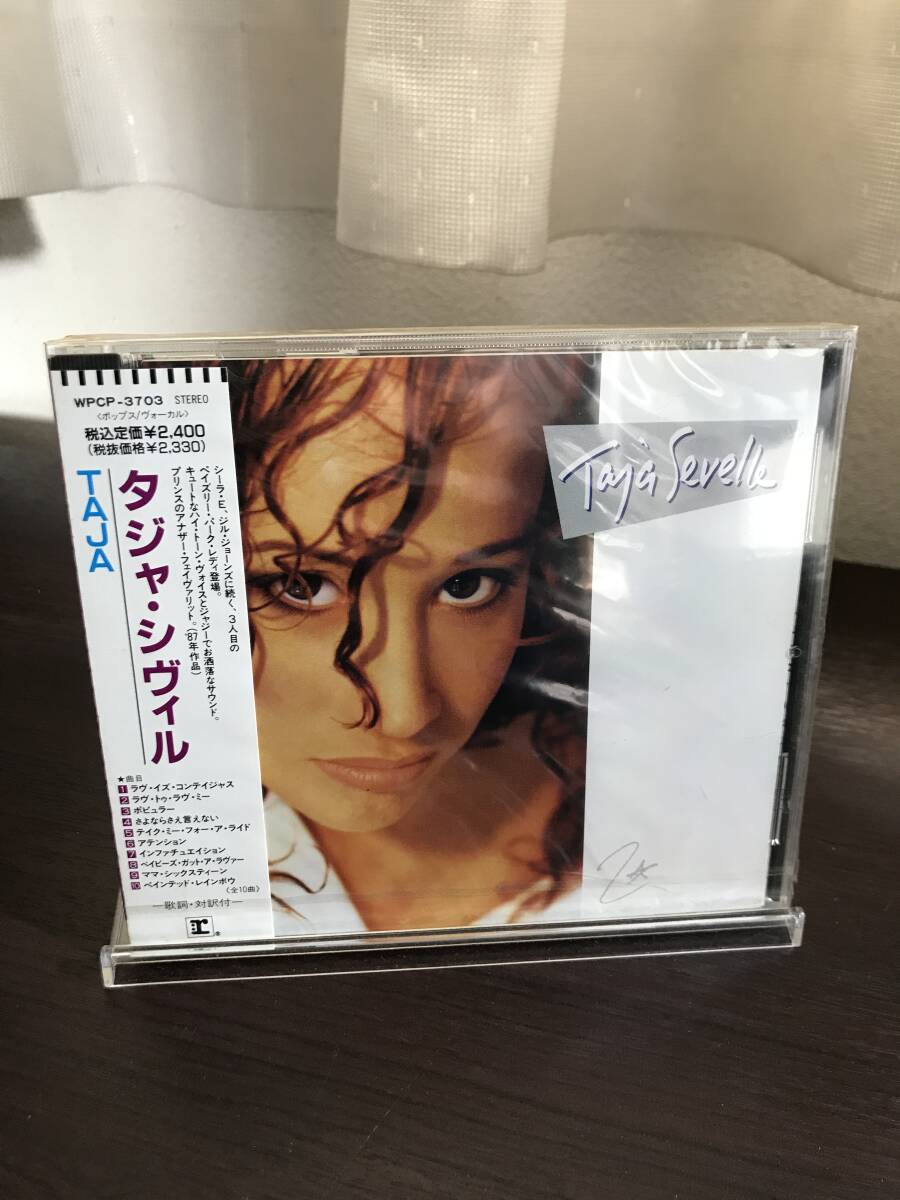 WPCP-3703 STEREO
〈ポップス/ヴォーカル〉
税込定価¥2,400
(税抜価格¥2,330)
TAJA
タジャ・シヴィル
シーラ・E、ジル・ジョーンズに続く、3人目の
ペイズリー・パーク・レディ登場。
キュートなハイ・トーン・ヴォイスとジャジーでお洒落なサウンド。
プリンスのアナザー・フェイヴァリット。('87年作品)
★曲目
1 ラヴ・イズ・コンテイジャス
2 ラヴ・トゥ・ラヴ・ミー
3 ポピュラー
4 さよならさえ言えない
5 テイク・ミー・フォー・ア・ライド
6 アテンション
7 インファチュエイション
8 ベイビーズ・ガット・ア・ラヴァー
9 ママ・シックスティーン
10 ペインテッド・レインボウ
〈全10曲〉
—歌詞・対訳付—
r®
Taja Sevelle